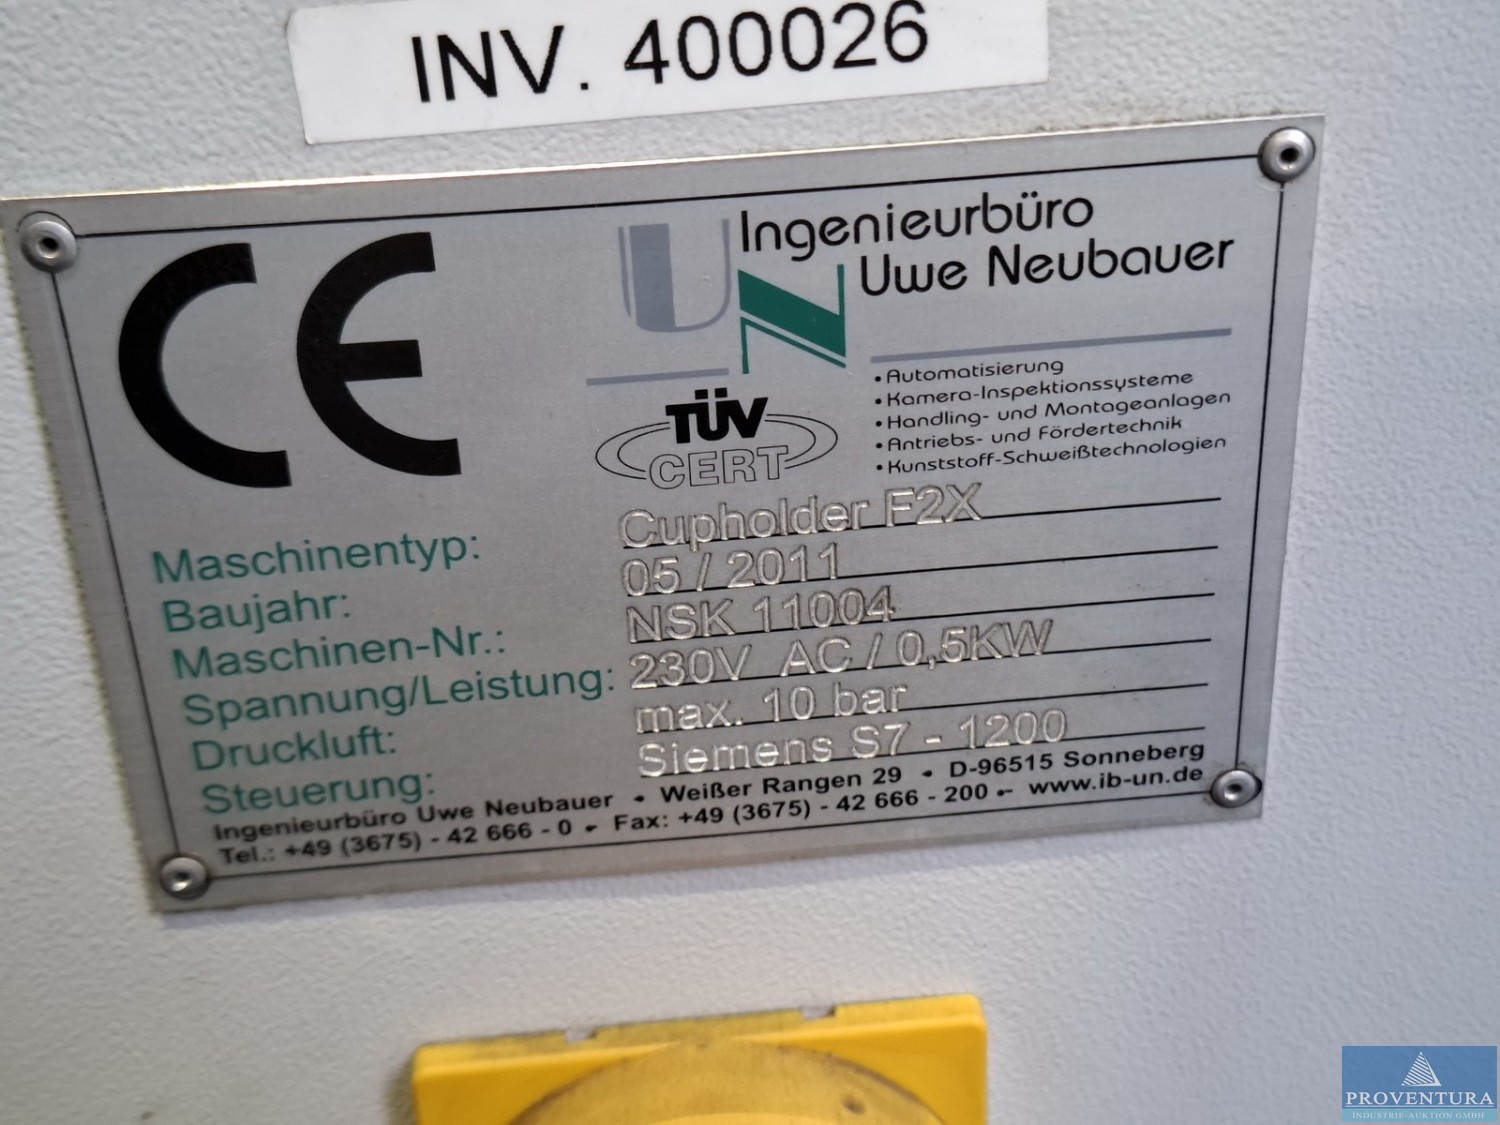 INV. 400026
CE
UN
Ingenieurbüro
Uwe Neubauer
• Automatisierung
• Kamera-Inspektionssysteme
• Handling- und Montageanlagen
• Antriebs- und Fördertechnik
• Kunststoff-Schweißtechnologien
TÜV
CERT
Maschinentyp: Cupholder F2X
Baujahr: 05 / 2011
Maschinen-Nr.: NSK 11004
Spannung/Leistung: 230V AC / 0,5KW
Druckluft: max. 10 bar
Steuerung: Siemens S7 - 1200
Ingenieurbüro Uwe Neubauer • Weißer Rangen 29 • D-96515 Sonneberg
Tel.: +49 (3675) - 42 666 - 0 • Fax: +49 (3675) - 42 666 - 200 • www.ib-un.de
PROVENTURA
INDUSTRIE-AUKTION GMBH